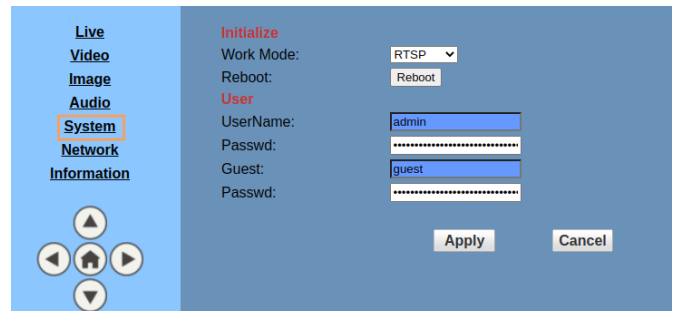 Live
Video
Image
Audio
System
Network
Information
Initialize
Work Mode: RTSP
Reboot: Reboot
User
UserName: admin
Passwd: ••••••••••••••••••••••••••••••
Guest: guest
Passwd: ••••••••••••••••••••••••••••••
Apply Cancel